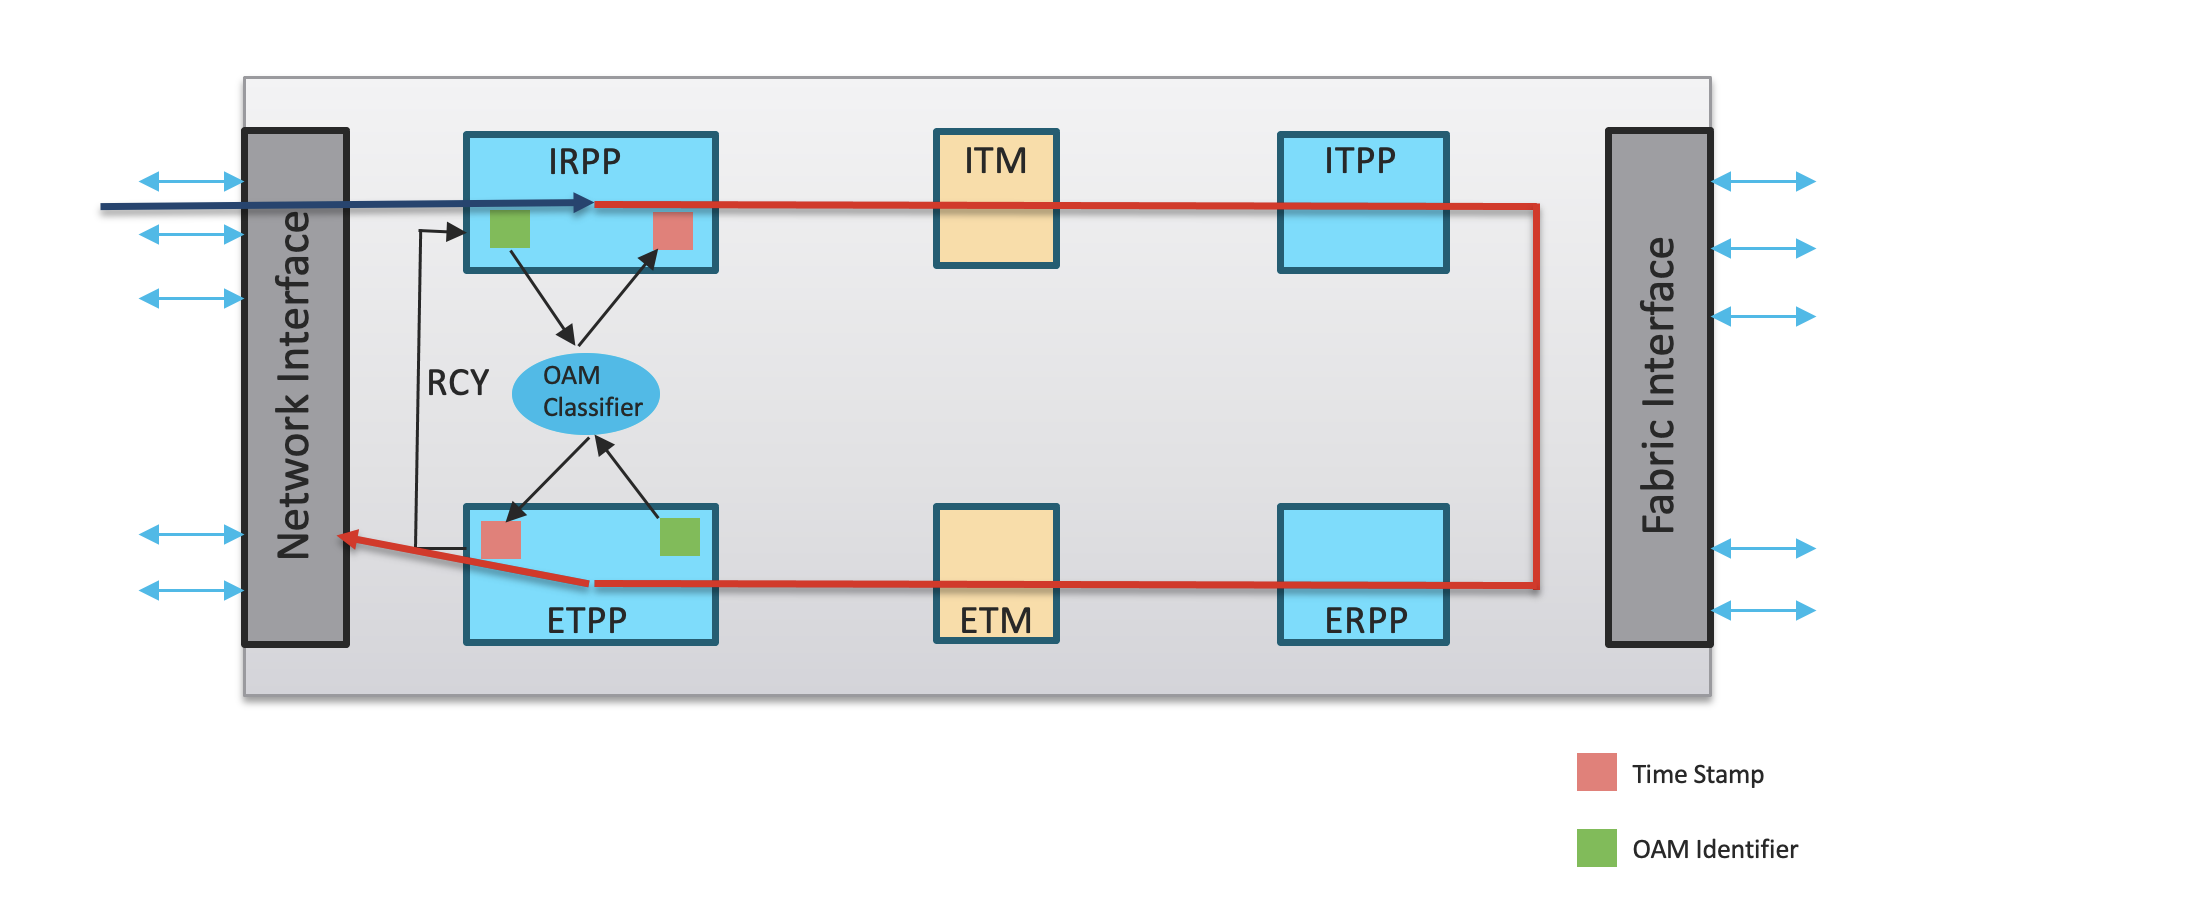 IRPP
ITM
ITPP
Network Interface
Fabric Interface
RCY
OAM
Classifier
ETPP
ETM
ERPP
Time Stamp
OAM Identifier